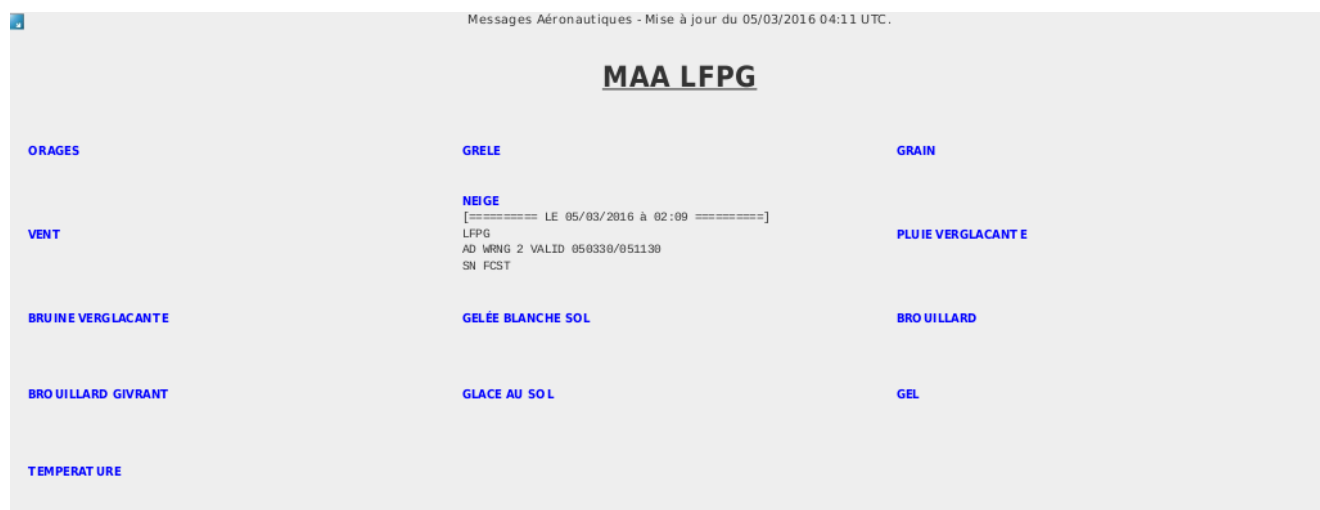 Messages Aéronautiques - Mise à jour du 05/03/2016 04:11 UTC.
MAA LFPG
ORAGES
GRELE
GRAIN
VENT
NEIGE
[========== LE 05/03/2016 à 02:09 ==========]
LFPG
AD WRNG 2 VALID 050330/051130
SN FCST
PLUIE VERGLACANTE
BRUINE VERGLACANTE
GELÉE BLANCHE SOL
BROUILLARD
BROUILLARD GIVRANT
GLACE AU SOL
GEL
TEMPERATURE